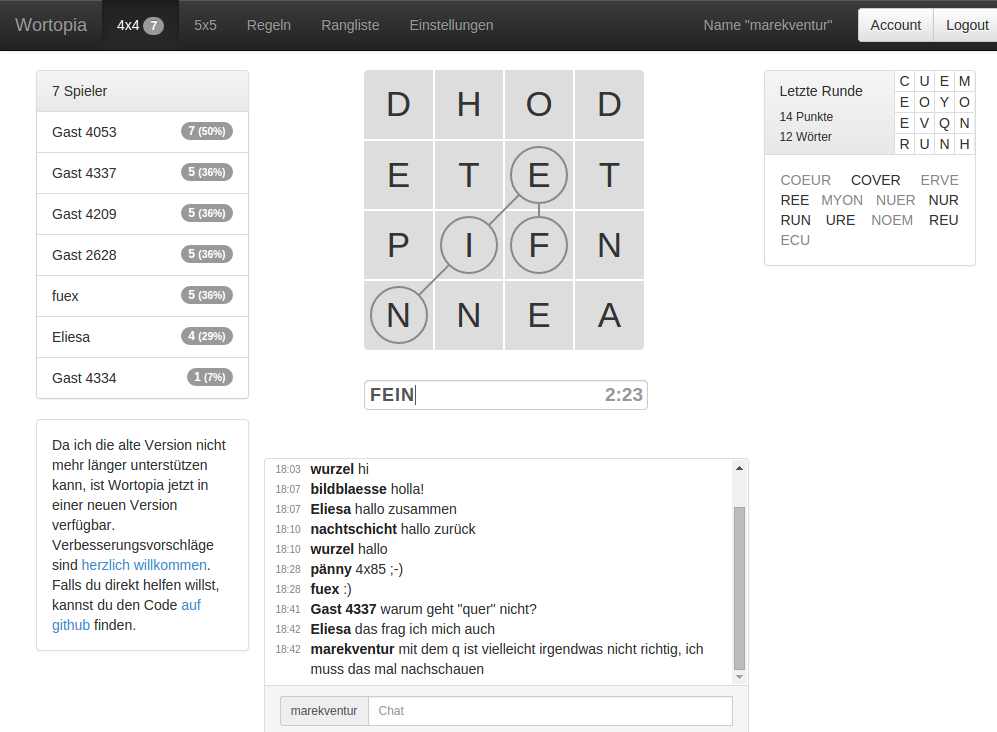 Wortopia 4x4 7 5x5 Regeln Rangliste Einstellungen Name "marekventur" Account Logout
7 Spieler
Gast 4053 7 (50%)
Gast 4337 5 (36%)
Gast 4209 5 (36%)
Gast 2628 5 (36%)
fuex 5 (36%)
Eliesa 4 (29%)
Gast 4334 1 (7%)
Da ich die alte Version nicht
mehr länger unterstützen
kann, ist Wortopia jetzt in
einer neuen Version
verfügbar.
Verbesserungsvorschläge
sind herzlich willkommen.
Falls du direkt helfen willst,
kannst du den Code auf
github finden.
D H O D
E T E T
P I F N
N N E A
FEIN 2:23
18:03 wurzel hi
18:07 bildblaesse holla!
18:07 Eliesa hallo zusammen
18:10 nachtschicht hallo zurück
18:10 wurzel hallo
18:28 pänny 4x85 ;-)
18:28 fuex :)
18:41 Gast 4337 warum geht "quer" nicht?
18:42 Eliesa das frag ich mich auch
18:42 marekventur mit dem q ist vielleicht irgendwas nicht richtig, ich
muss das mal nachschauen
marekventur Chat
Letzte Runde
14 Punkte
12 Wörter
C U E M
E O Y O
E V Q N
R U N H
COEUR COVER ERVE
REE MYON NUER NUR
RUN URE NOEM REU
ECU